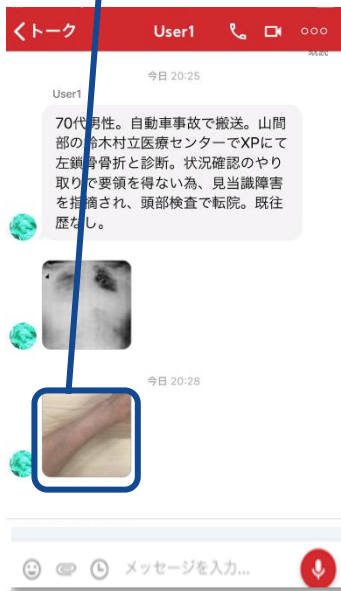 トーク User1
今日 20:25
User1
70代男性。自動車事故で搬送。山間
部の鈴木村立医療センターでXPにて
左鎖骨骨折と診断。状況確認のやり
取りで要領を得ない為、見当識障害
を指摘され、頭部検査で転院。既往
歴なし。
今日 20:28
メッセージを入力...